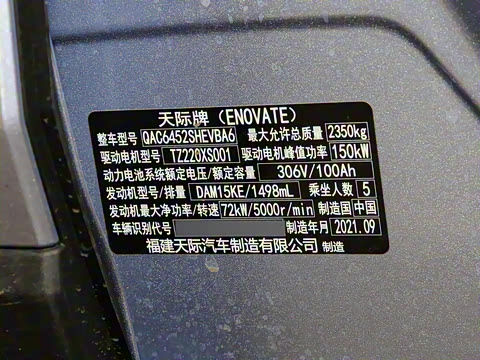 天际牌（ENOVATE）
整车型号 QAC6452SHEVBA6 最大允许总质量 2350kg
驱动电机型号 TZ220XS001 驱动电机峰值功率 150kW
动力电池系统额定电压/额定容量 306V/100Ah
发动机型号/排量 DAM15KE/1498mL 乘坐人数 5
发动机最大净功率/转速 72kW/5000r/min 制造国 中国
车辆识别代号 制造年月 2021.09
福建天际汽车制造有限公司 制造